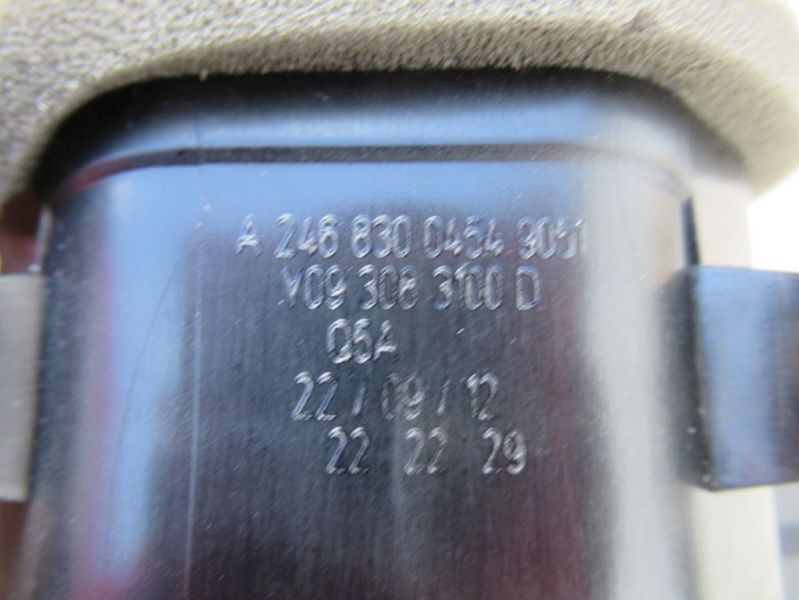 A 246 830 0454 9051
Y09 308 3100 D
Q5A
22 / 09 / 12
22 22 29